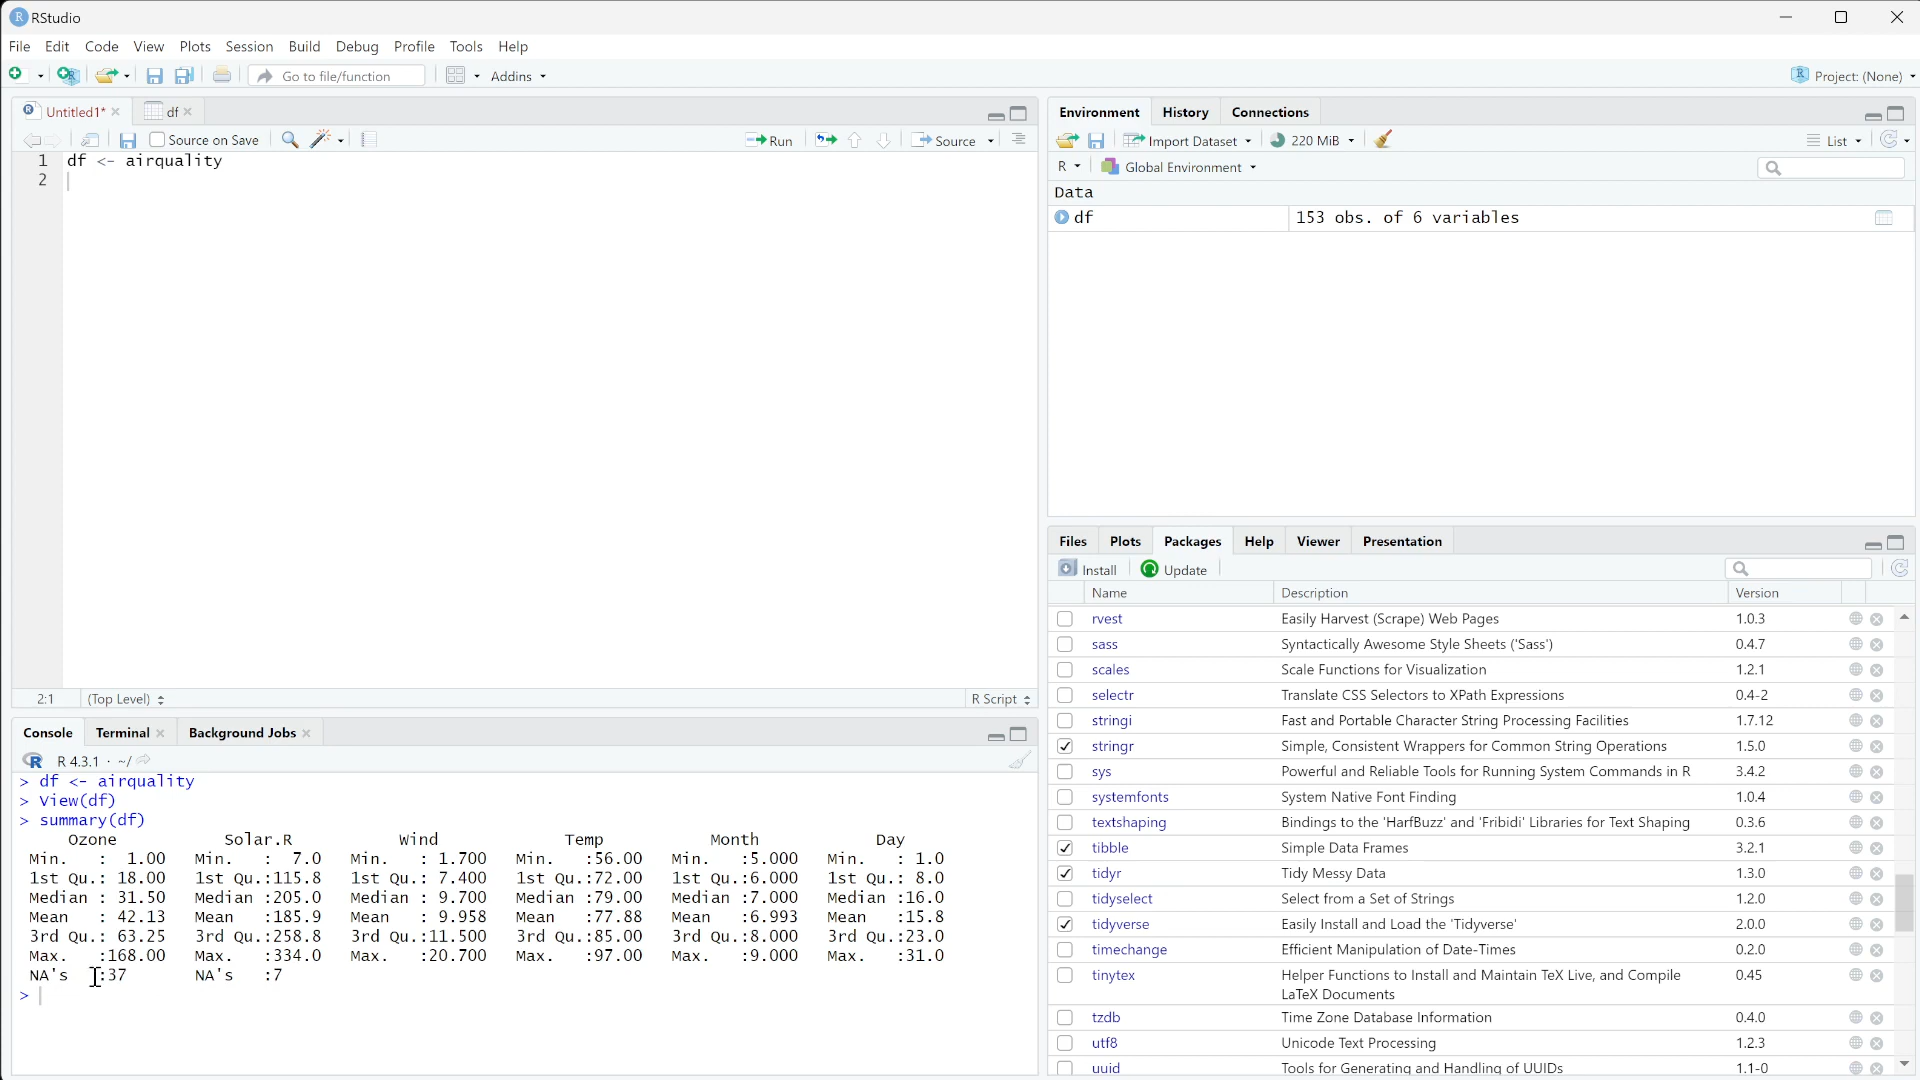 RStudio
File Edit Code View Plots Session Build Debug Profile Tools Help
Go to file/function Addins Project: (None)
Untitled1* df
Source on Save Run Source
1 df <- airquality
2
2:1 (Top Level) R Script
Console Terminal Background Jobs
R 4.3.1 · ~/
> df <- airquality
> View(df)
> summary(df)
Ozone Solar.R Wind Temp Month Day
Min. : 1.00 Min. : 7.0 Min. : 1.700 Min. :56.00 Min. :5.000 Min. : 1.0
1st Qu.: 18.00 1st Qu.:115.8 1st Qu.: 7.400 1st Qu.:72.00 1st Qu.:6.000 1st Qu.: 8.0
Median : 31.50 Median :205.0 Median : 9.700 Median :79.00 Median :7.000 Median :16.0
Mean : 42.13 Mean :185.9 Mean : 9.958 Mean :77.88 Mean :6.993 Mean :15.8
3rd Qu.: 63.25 3rd Qu.:258.8 3rd Qu.:11.500 3rd Qu.:85.00 3rd Qu.:8.000 3rd Qu.:23.0
Max. :168.00 Max. :334.0 Max. :20.700 Max. :97.00 Max. :9.000 Max. :31.0
NA's :37 NA's :7
>
Environment History Connections
Import Dataset 220 MiB List
R Global Environment
Data
df 153 obs. of 6 variables
Files Plots Packages Help Viewer Presentation
Install Update
Name Description Version
rvest Easily Harvest (Scrape) Web Pages 1.0.3
sass Syntactically Awesome Style Sheets ('Sass') 0.4.7
scales Scale Functions for Visualization 1.2.1
selectr Translate CSS Selectors to XPath Expressions 0.4-2
stringi Fast and Portable Character String Processing Facilities 1.7.12
stringr Simple, Consistent Wrappers for Common String Operations 1.5.0
sys Powerful and Reliable Tools for Running System Commands in R 3.4.2
systemfonts System Native Font Finding 1.0.4
textshaping Bindings to the 'HarfBuzz' and 'Fribidi' Libraries for Text Shaping 0.3.6
tibble Simple Data Frames 3.2.1
tidyr Tidy Messy Data 1.3.0
tidyselect Select from a Set of Strings 1.2.0
tidyverse Easily Install and Load the 'Tidyverse' 2.0.0
timechange Efficient Manipulation of Date-Times 0.2.0
tinytex Helper Functions to Install and Maintain TeX Live, and Compile 0.45
LaTeX Documents
tzdb Time Zone Database Information 0.4.0
utf8 Unicode Text Processing 1.2.3
uuid Tools for Generating and Handling of UUIDs 1.1-0